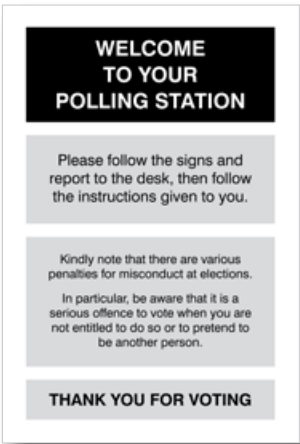 WELCOME
TO YOUR
POLLING STATION
Please follow the signs and
report to the desk, then follow
the instructions given to you.
Kindly note that there are various
penalties for misconduct at elections.
In particular, be aware that it is a
serious offence to vote when you are
not entitled to do so or to pretend to
be another person.
THANK YOU FOR VOTING